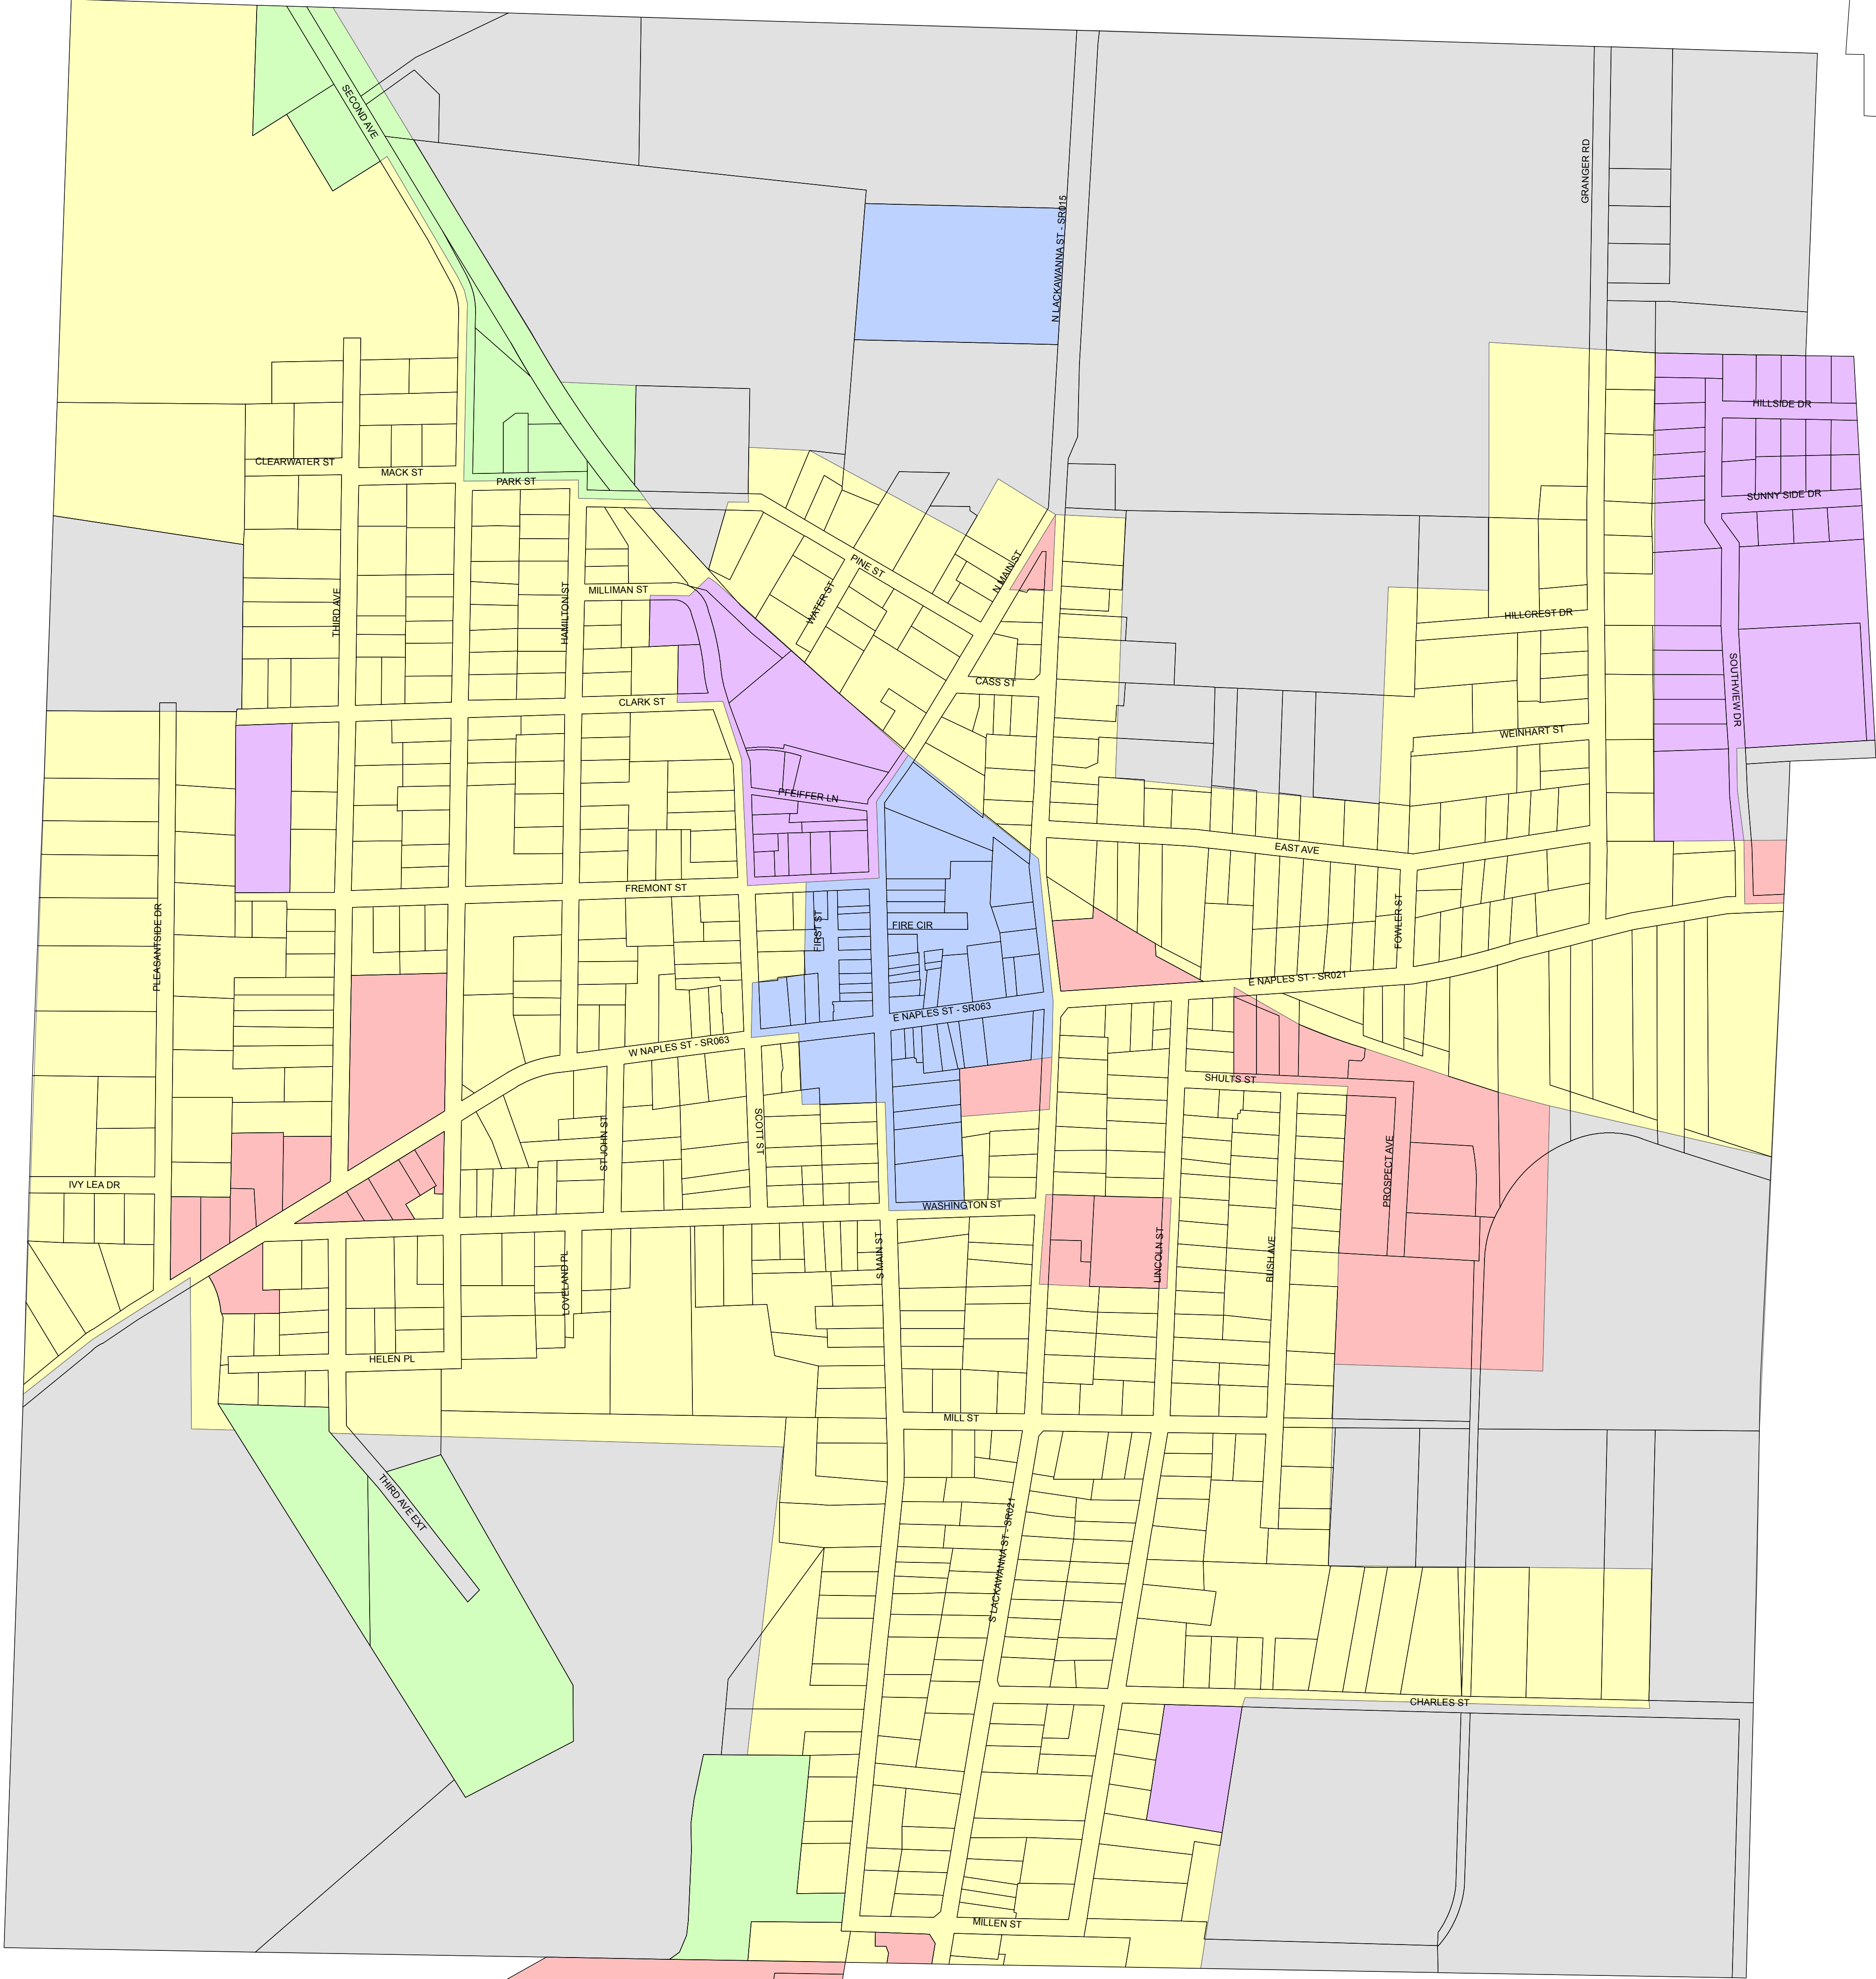 SECOND AVE
GRANGER RD
N LACKAWANNA ST - SR015
HILLSIDE DR
CLEARWATER ST
MACK ST
PARK ST
SUNNY SIDE DR
PINE ST
N MAIN ST
MILLIMAN ST
WATER ST
THIRD AVE
HAMILTON ST
HILLCREST DR
CASS ST
SOUTHVIEW DR
CLARK ST
WEINHART ST
PFEIFFER LN
EAST AVE
FREMONT ST
PLEASANTSIDE DR
FIRST ST
FIRE CIR
FOWLER ST
E NAPLES ST - SR021
E NAPLES ST - SR063
W NAPLES ST - SR063
SHULTS ST
ST JOHN ST
SCOTT ST
PROSPECT AVE
IVY LEA DR
WASHINGTON ST
S MAIN ST
LINCOLN ST
BUSH AVE
LOVELAND PL
HELEN PL
MILL ST
THIRD AVE EXT
S LACKAWANNA ST - SR021
CHARLES ST
MILLEN ST